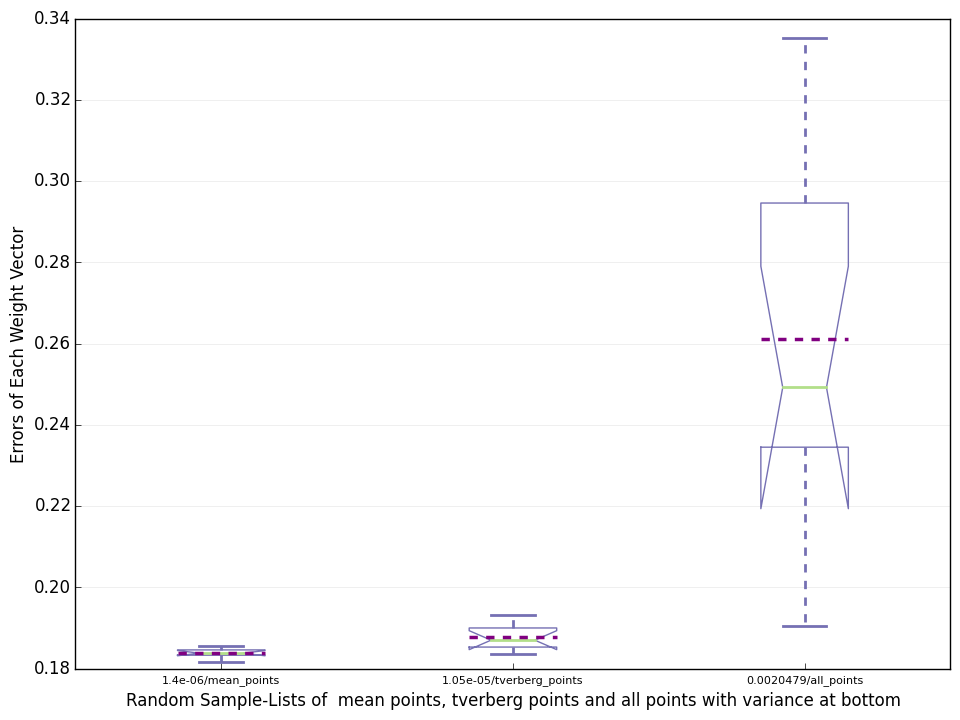 0.34
0.32
0.30
0.28
0.26
0.24
0.22
0.20
0.18
Errors of Each Weight Vector
1.4e-06/mean_points
1.05e-05/tverberg_points
0.0020479/all_points
Random Sample-Lists of  mean points, tverberg points and all points with variance at bottom